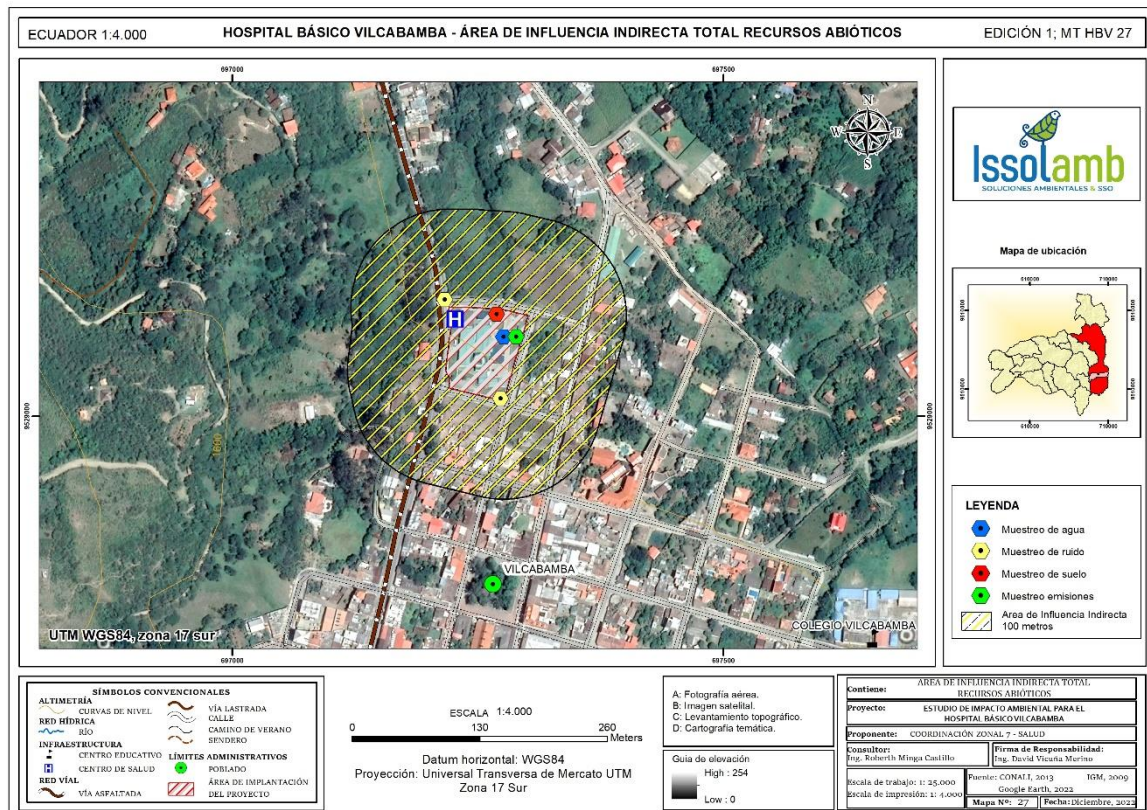 ECUADOR 1:4.000
HOSPITAL BÁSICO VILCABAMBA - ÁREA DE INFLUENCIA INDIRECTA TOTAL RECURSOS ABIÓTICOS
EDICIÓN 1; MT HBV 27
697000
697500
9529000
9529000
N
W
E
S
H
1600
VILCABAMBA
COLEGIO VILCABAMBA
UTM WGS84, zona 17 sur
697000
697500
Issolamb
SOLUCIONES AMBIENTALES & SSO
Mapa de ubicación
LEYENDA
Muestreo de agua
Muestreo de ruido
Muestreo de suelo
Muestreo emisiones
Area de Influencia Indirecta
100 metros
SÍMBOLOS CONVENCIONALES
ALTIMETRÍA
CURVAS DE NIVEL
RED HÍDRICA
RÍO
INFRAESTRUCTURA
CENTRO EDUCATIVO
CENTRO DE SALUD
RED VÍAL
VÍA ASFALTADA
VÍA LASTRADA
CALLE
CAMINO DE VERANO
SENDERO
LÍMITES ADMINISTRATIVOS
POBLADO
ÁREA DE IMPLANTACIÓN
DEL PROYECTO
ESCALA 1:4.000
0 130 260
Meters
Datum horizontal: WGS84
Proyección: Universal Transversa de Mercato UTM
Zona 17 Sur
A: Fotografía aérea.
B: Imagen satelital.
C: Levantamiento topográfico.
D: Cartografía temática.
Guia de elevación
High : 254
Low : 0
Contiene: AREA DE INFLUENCIA INDIRECTA TOTAL
RECURSOS ABIÓTICOS
Proyecto: ESTUDIO DE IMPACTO AMBIENTAL PARA EL
HOSPITAL BÁSICO VILCABAMBA
Proponente: COORDINACIÓN ZONAL 7 - SALUD
Consultor:
Ing. Roberth Minga Castillo
Firma de Responsabilidad:
Ing. David Vicuña Merino
Escala de trabajo: 1: 25.000
Escala de impresión: 1: 4.000
Fuente: CONALI, 2013 IGM, 2009
Google Earth, 2022
Mapa Nº: 27
Fecha: Diciembre,